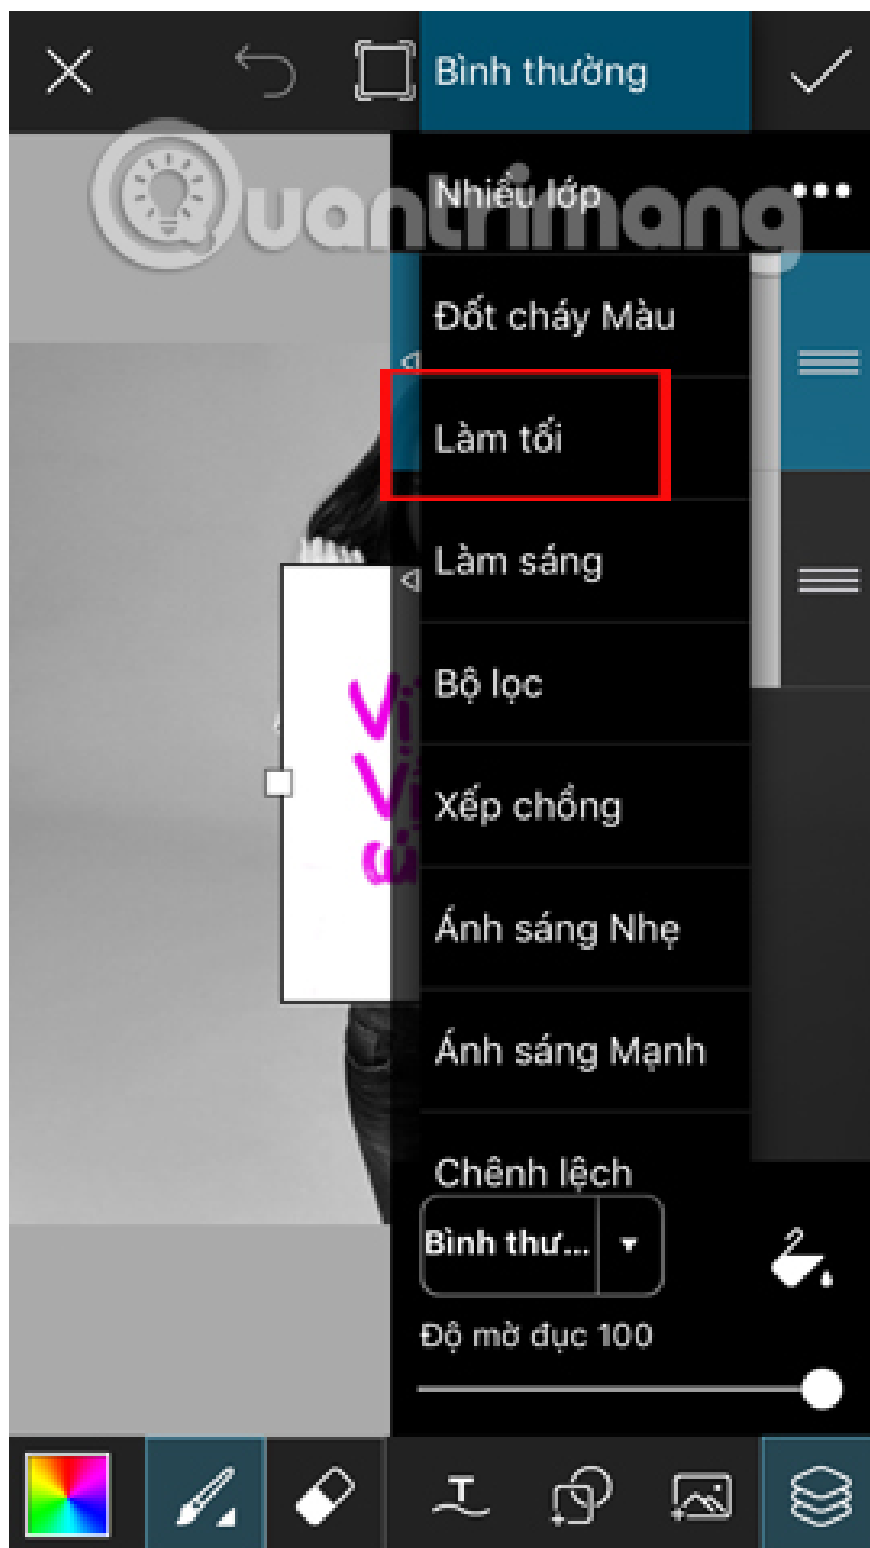 Bình thường
Quantrimang
Nhiều lớp
Đốt cháy Màu
Làm tối
Làm sáng
Bộ lọc
Xếp chồng
Ánh sáng Nhẹ
Ánh sáng Mạnh
Chênh lệch
Bình thư...
Độ mờ đục 100
T